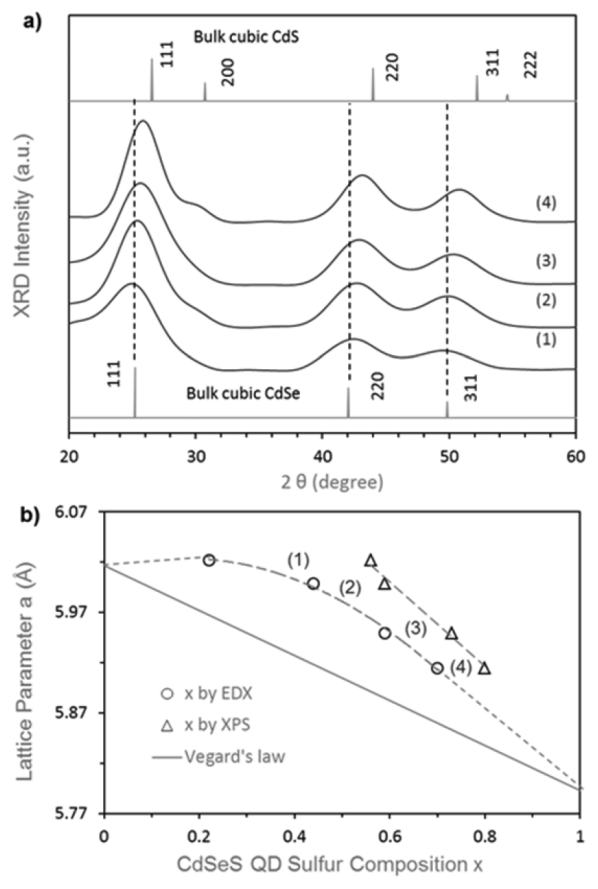 a)
Bulk cubic CdS
111
200
220
311
222
XRD Intensity (a.u.)
(4)
(3)
(2)
(1)
111
Bulk cubic CdSe
220
311
20
30
40
50
60
2 θ (degree)
b)
6.07
5.97
5.87
5.77
Lattice Parameter a (Å)
(1)
(2)
(3)
(4)
x by EDX
x by XPS
Vegard's law
0
0.2
0.4
0.6
0.8
1
CdSeS QD Sulfur Composition x